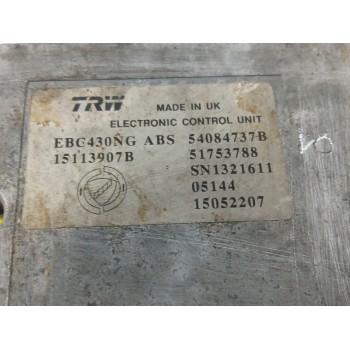 TRW MADE IN UK
ELECTRONIC CONTROL UNIT
EBC430NG ABS 54084737B
15113907B 51753788
SN1321611
05144
15052207